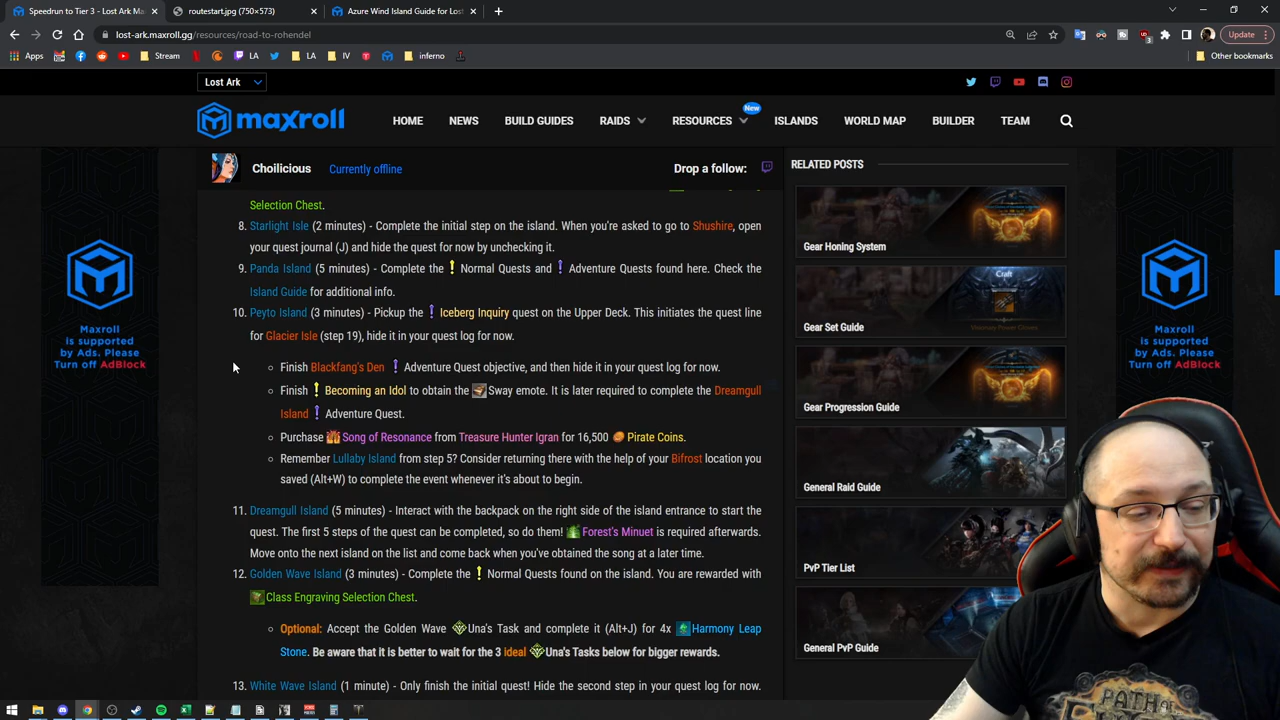 Speedrun to Tier 3 - Lost Ark Ma
routestart.jpg (750×573)
Azure Wind Island Guide for Lost
lost-ark.maxroll.gg/resources/road-to-rohendel
Update
Apps
Stream
LA
LA
IV
inferno
Other bookmarks
Lost Ark
maxroll
HOME
NEWS
BUILD GUIDES
RAIDS
RESOURCES
New
ISLANDS
WORLD MAP
BUILDER
TEAM
Choilicious
Currently offline
Drop a follow:
RELATED POSTS
Selection Chest.
8. Starlight Isle (2 minutes) - Complete the initial step on the island. When you're asked to go to Shushire, open
your quest journal (J) and hide the quest for now by unchecking it.
9. Panda Island (5 minutes) - Complete the Normal Quests and Adventure Quests found here. Check the
Island Guide for additional info.
10. Peyto Island (3 minutes) - Pickup the Iceberg Inquiry quest on the Upper Deck. This initiates the quest line
for Glacier Isle (step 19), hide it in your quest log for now.
Finish Blackfang's Den Adventure Quest objective, and then hide it in your quest log for now.
Finish Becoming an Idol to obtain the Sway emote. It is later required to complete the Dreamgull
Island Adventure Quest.
Purchase Song of Resonance from Treasure Hunter Igran for 16,500 Pirate Coins.
Remember Lullaby Island from step 5? Consider returning there with the help of your Bifrost location you
saved (Alt+W) to complete the event whenever it's about to begin.
11. Dreamgull Island (5 minutes) - Interact with the backpack on the right side of the island entrance to start the
quest. The first 5 steps of the quest can be completed, so do them! Forest's Minuet is required afterwards.
Move onto the next island on the list and come back when you've obtained the song at a later time.
12. Golden Wave Island (3 minutes) - Complete the Normal Quests found on the island. You are rewarded with
Class Engraving Selection Chest.
Optional: Accept the Golden Wave Una's Task and complete it (Alt+J) for 4x Harmony Leap
Stone. Be aware that it is better to wait for the 3 ideal Una's Tasks below for bigger rewards.
13. White Wave Island (1 minute) - Only finish the initial quest! Hide the second step in your quest log for now.
Maxroll
is supported
by Ads. Please
Turn off AdBlock
Gear Honing System
Craft
Gear Set Guide
Gear Progression Guide
General Raid Guide
PvP Tier List
General PvP Guide
Maxroll
is supported
by Ads. Please
Turn off AdBlock